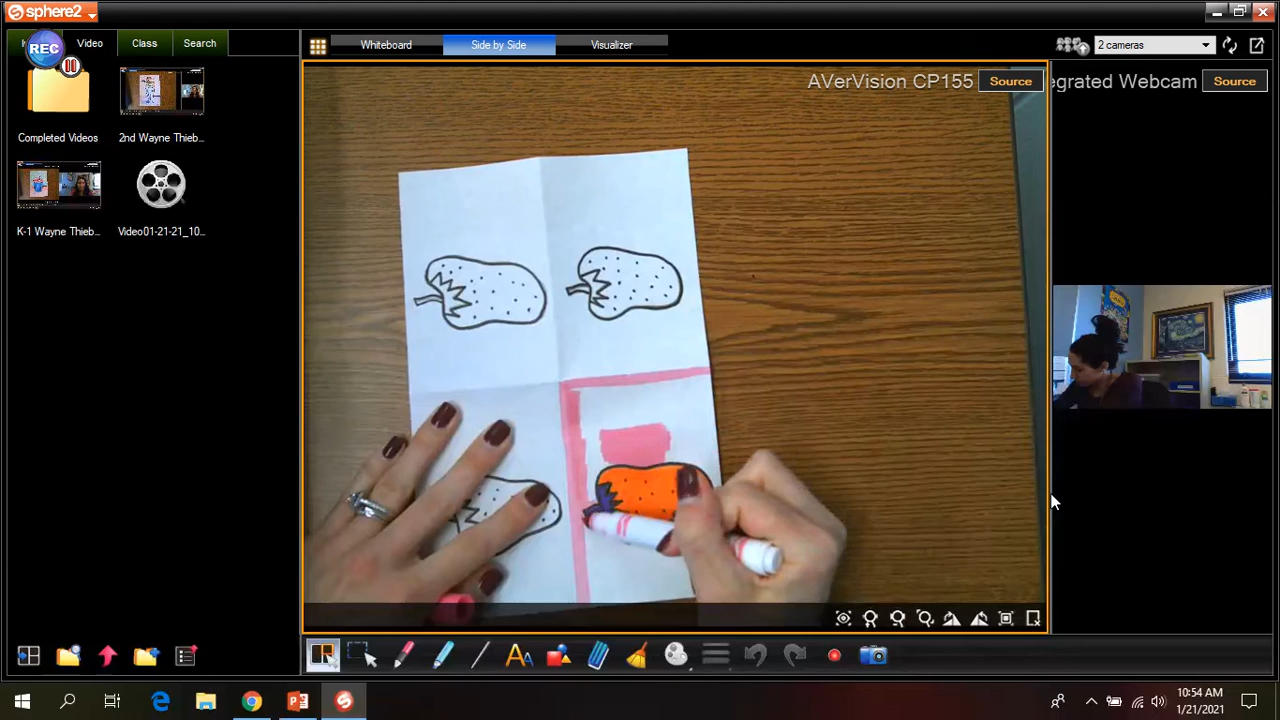 sphere2
REC
Video
Class
Search
Whiteboard
Side by Side
Visualizer
2 cameras
AVerVision CP155
Source
egrated Webcam
Source
Completed Videos
2nd Wayne Thieb...
K-1 Wayne Thieb...
Video01-21-21_10...
10:54 AM
1/21/2021